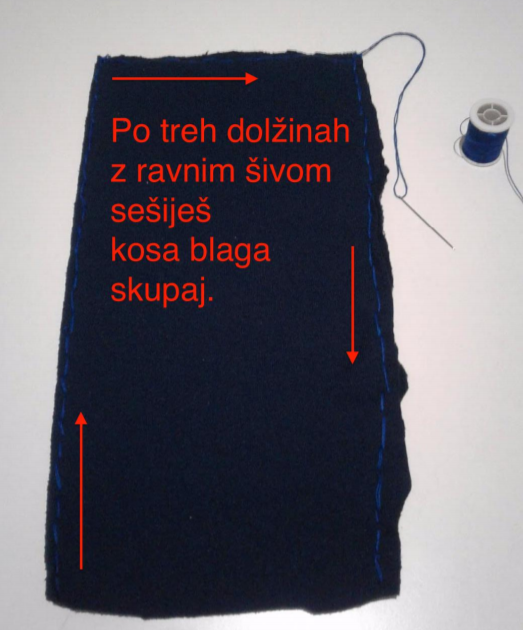 Po treh dolžinah
z ravnim šivom
sešiješ
kosa blaga
skupaj.